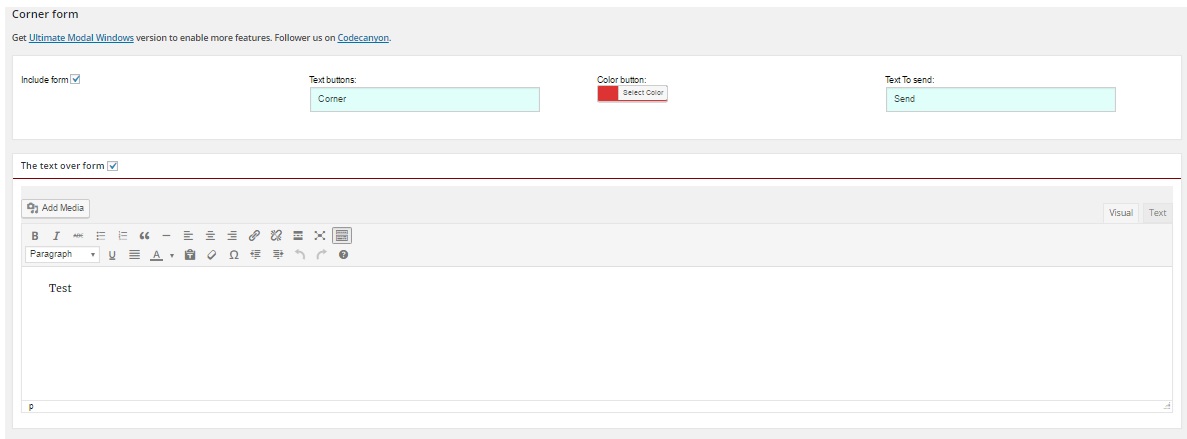 Corner form
Get Ultimate Modal Windows version to enable more features. Follower us on Codecanyon.
Include form
Text buttons:
Color button:
Text To send:
Corner
Select Color
Send
The text over form
Add Media
Visual
Text
B I ABC
Paragraph
U A Ω
Test
p